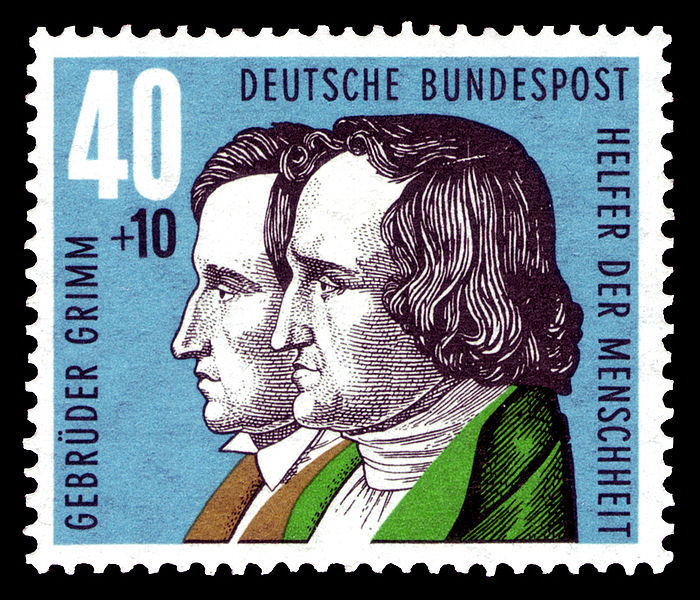 40
DEUTSCHE BUNDESPOST
+10
GEBRÜDER GRIMM
HELFER DER MENSCHHEIT